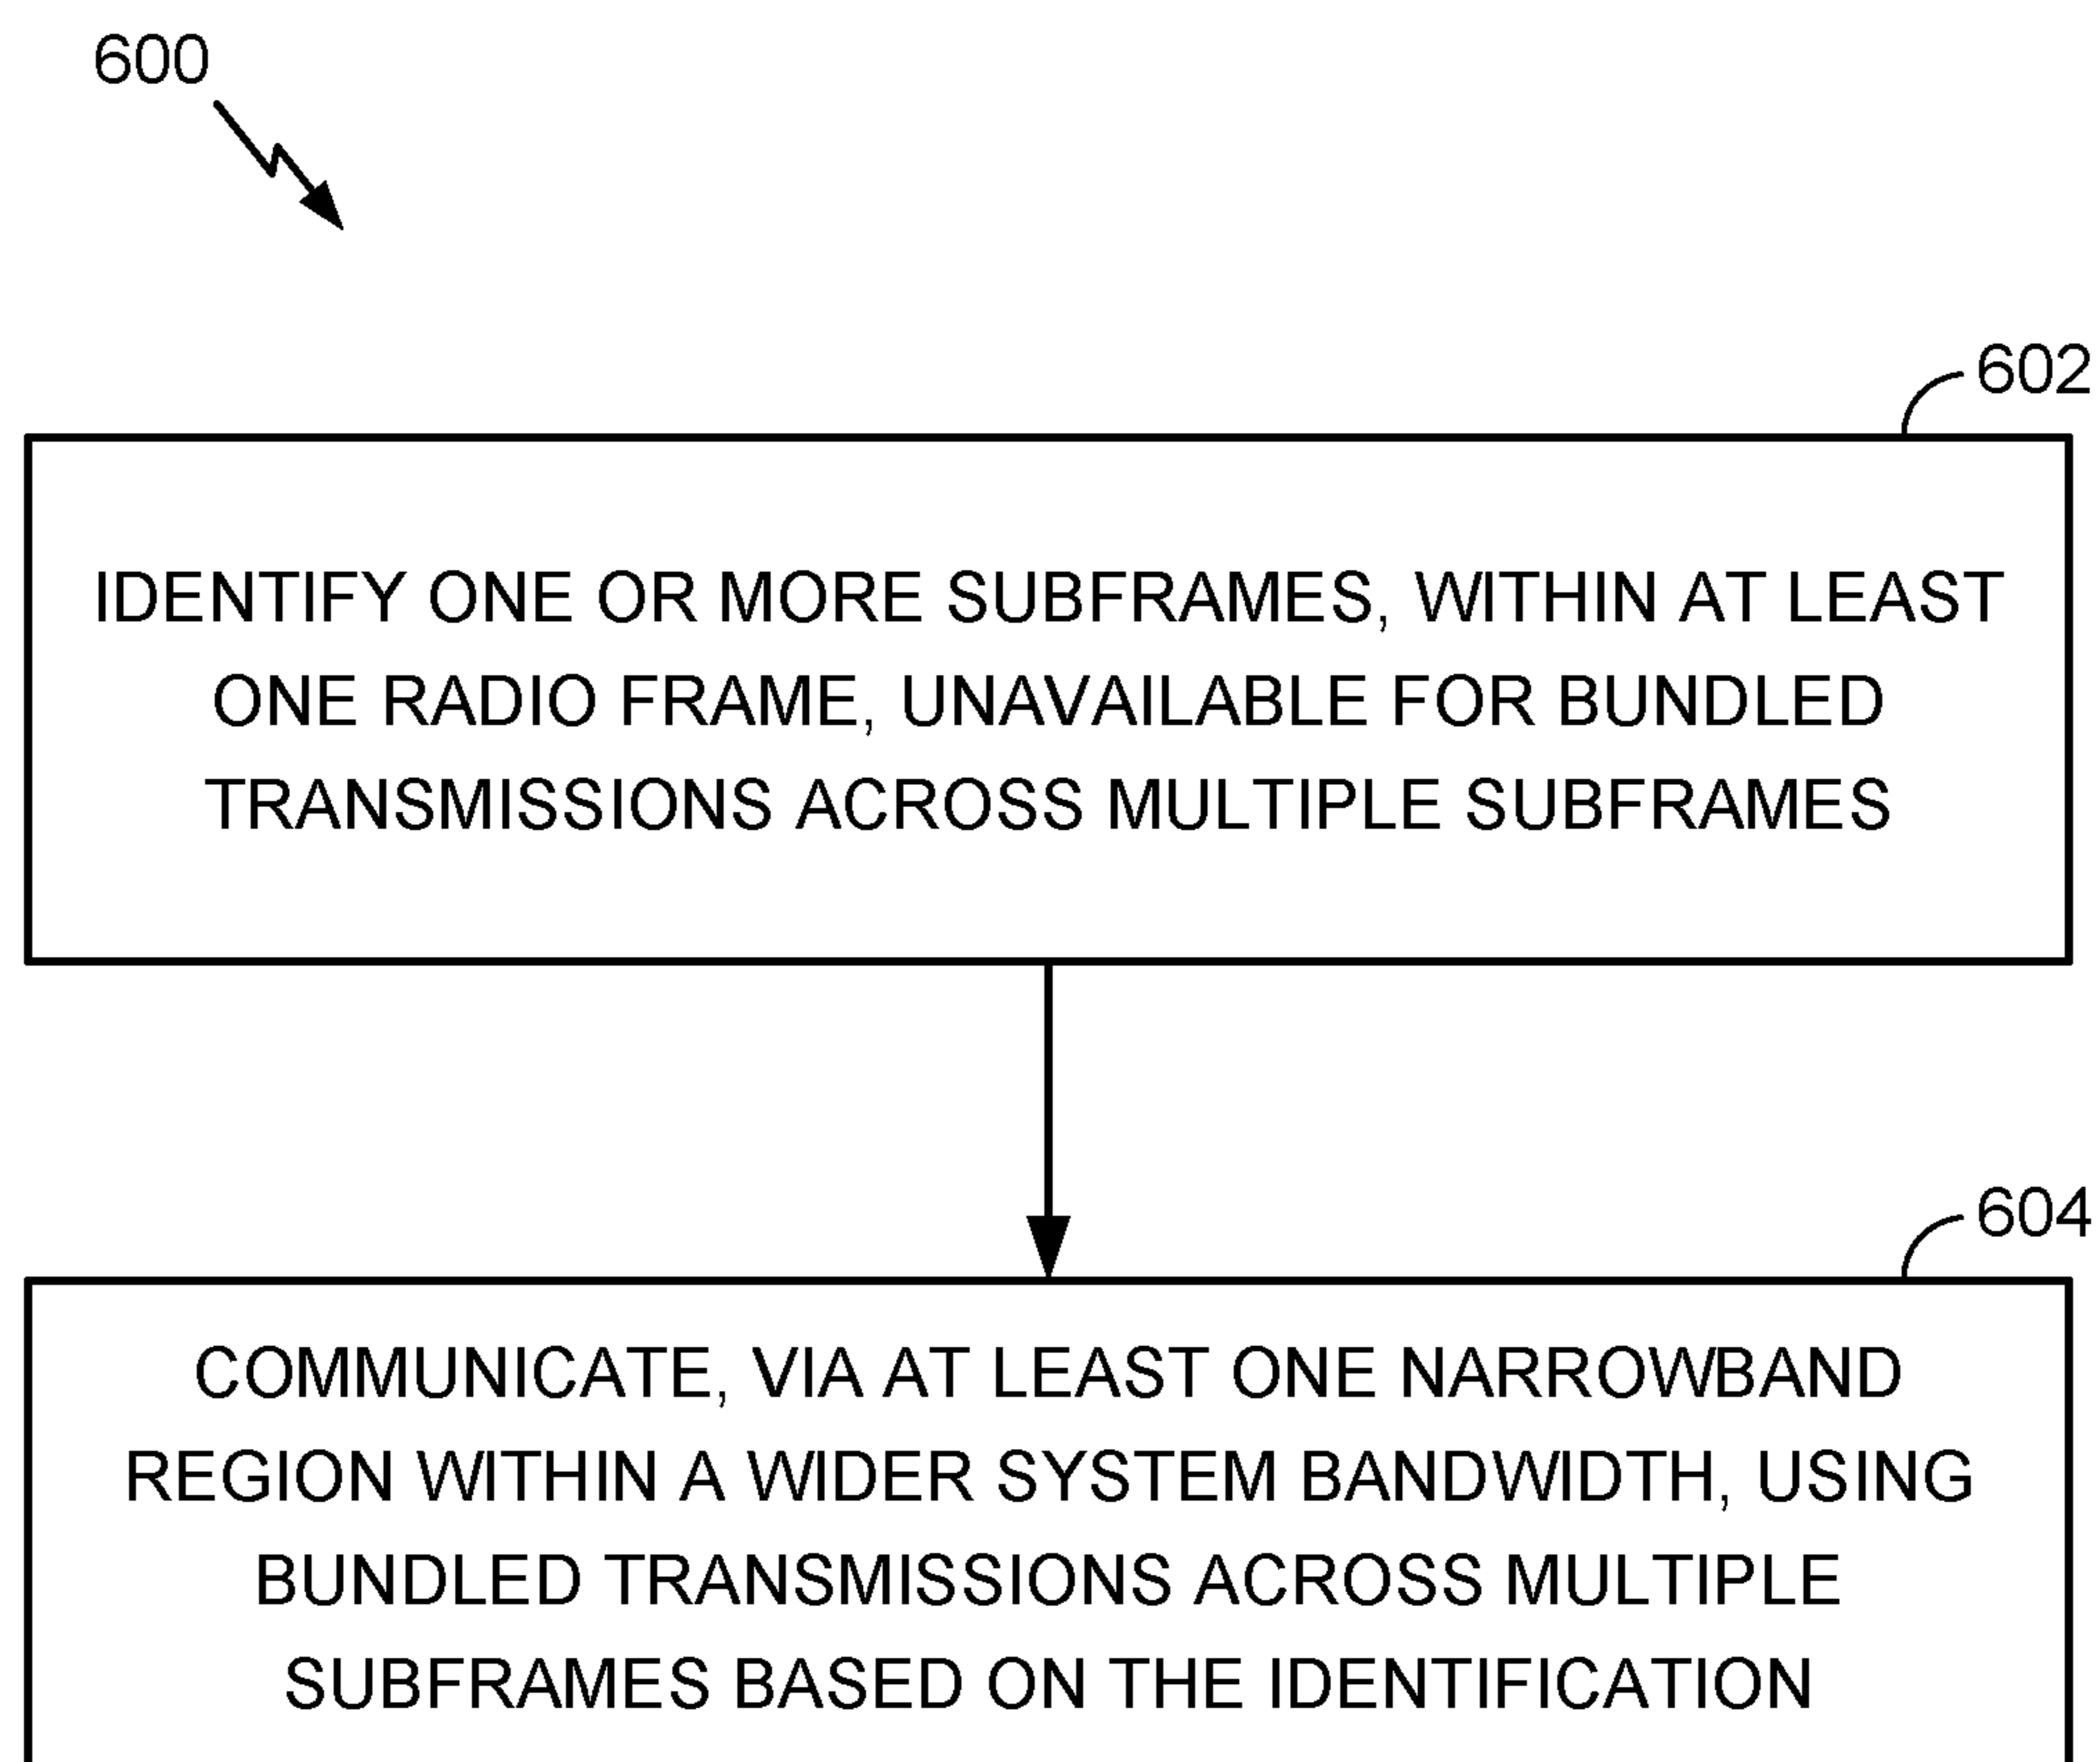 600
602
IDENTIFY ONE OR MORE SUBFRAMES, WITHIN AT LEAST
ONE RADIO FRAME, UNAVAILABLE FOR BUNDLED
TRANSMISSIONS ACROSS MULTIPLE SUBFRAMES
604
COMMUNICATE, VIA AT LEAST ONE NARROWBAND
REGION WITHIN A WIDER SYSTEM BANDWIDTH, USING
BUNDLED TRANSMISSIONS ACROSS MULTIPLE
SUBFRAMES BASED ON THE IDENTIFICATION